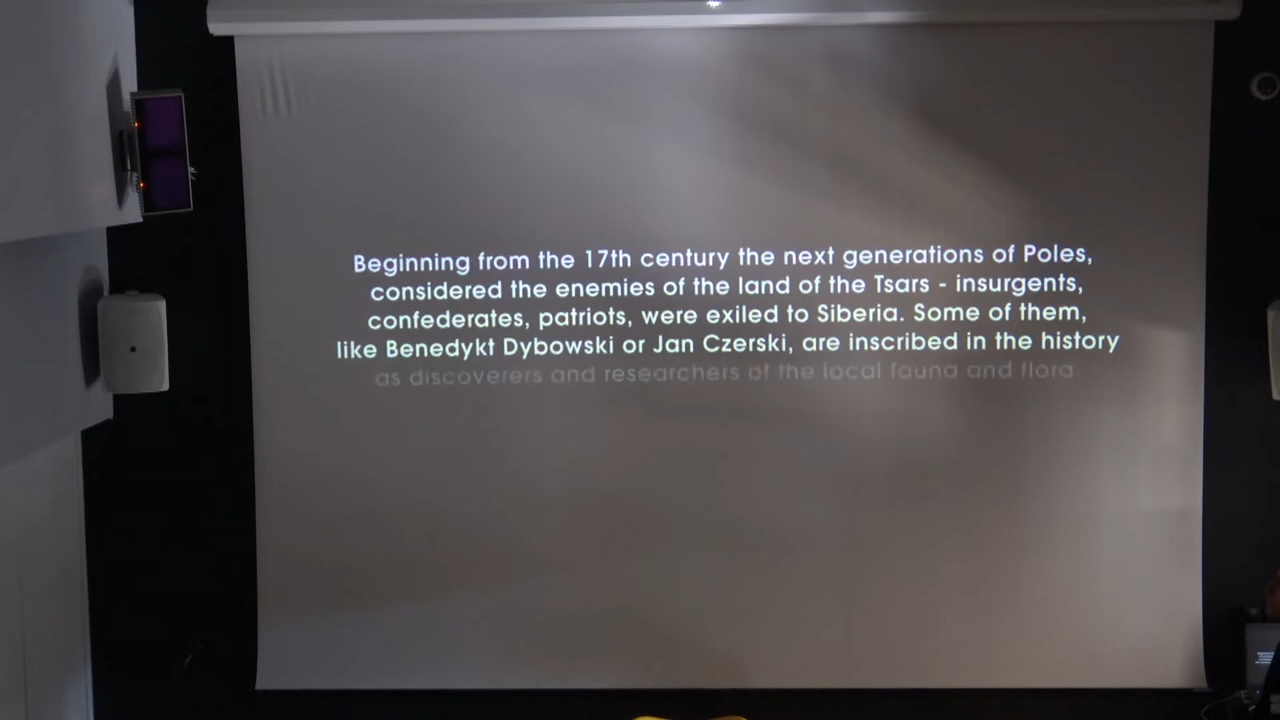 Beginning from the 17th century the next generations of Poles,
considered the enemies of the land of the Tsars - insurgents,
confederates, patriots, were exiled to Siberia. Some of them,
like Benedykt Dybowski or Jan Czerski, are inscribed in the history
as discoverers and researchers of the local fauna and flora